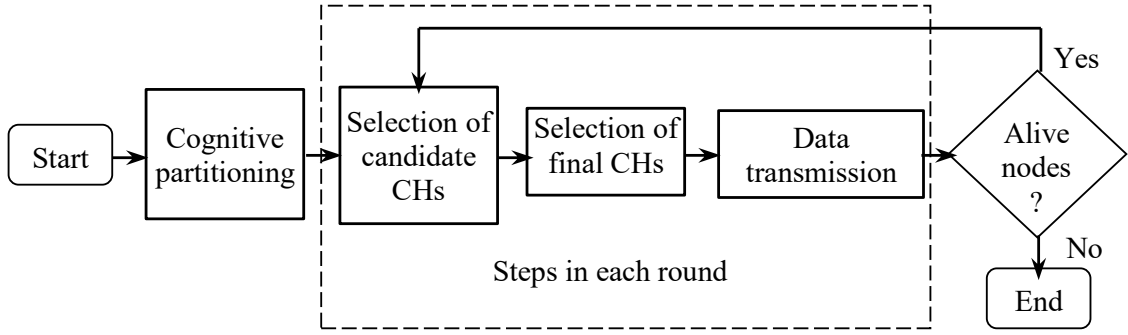 Start
Cognitive
partitioning
Selection of
candidate
CHs
Selection of
final CHs
Data
transmission
Alive
nodes
?
Yes
No
End
Steps in each round